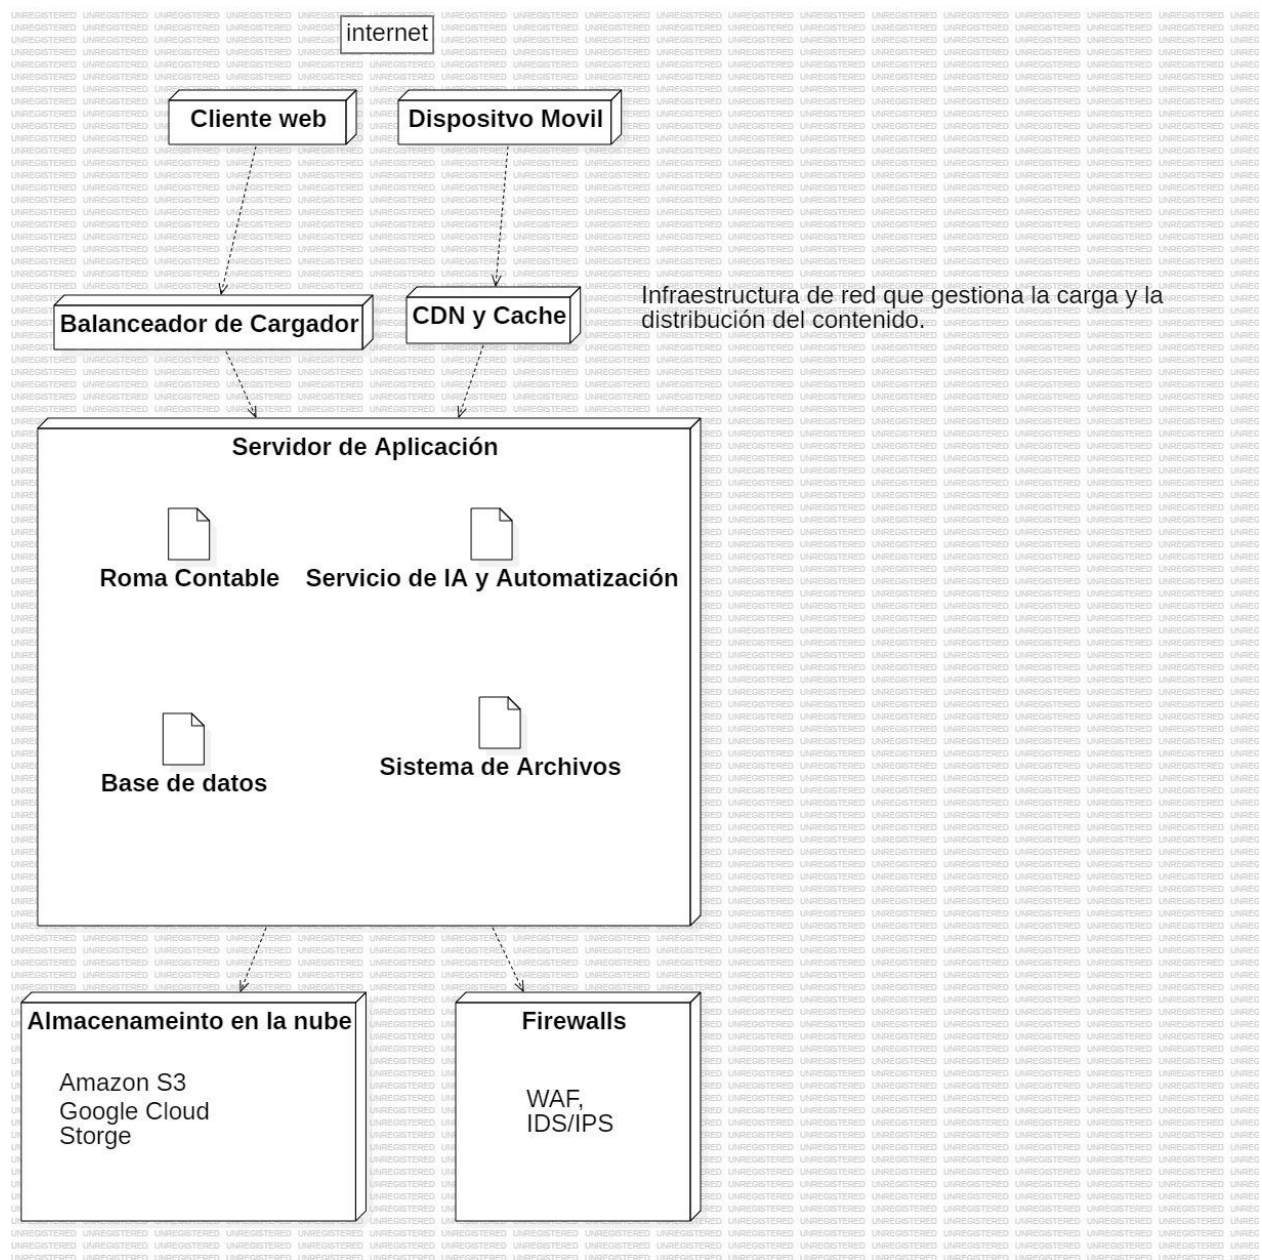 internet
Cliente web
Dispositvo Movil
Balanceador de Cargador
CDN y Cache
Infraestructura de red que gestiona la carga y la
distribución del contenido.
Servidor de Aplicación
Roma Contable
Servicio de IA y Automatización
Base de datos
Sistema de Archivos
Almacenameinto en la nube
Amazon S3
Google Cloud
Storge
Firewalls
WAF,
IDS/IPS
UNREGISTERED